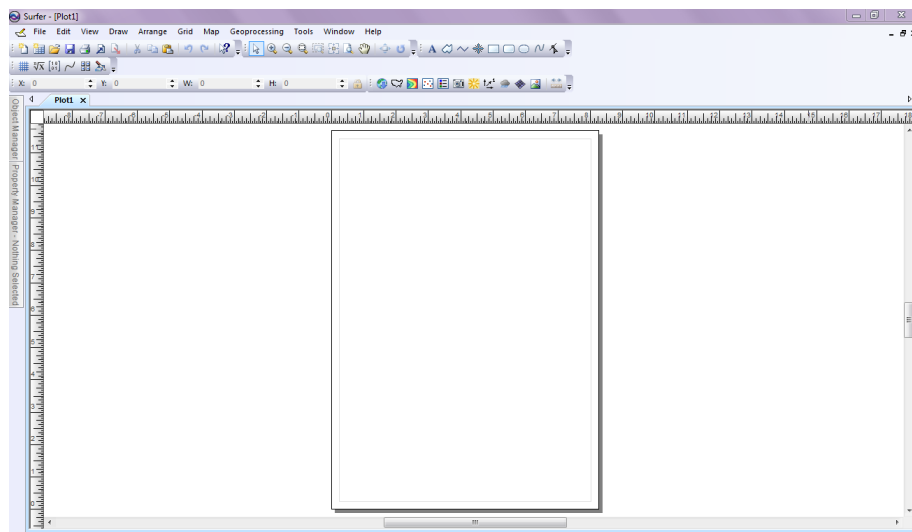 Surfer - [Plot1]
File Edit View Draw Arrange Grid Map Geoprocessing Tools Window Help
X: 0 Y: 0 W: 0 H: 0
Plot1
Object Manager
Property Manager - Nothing Selected